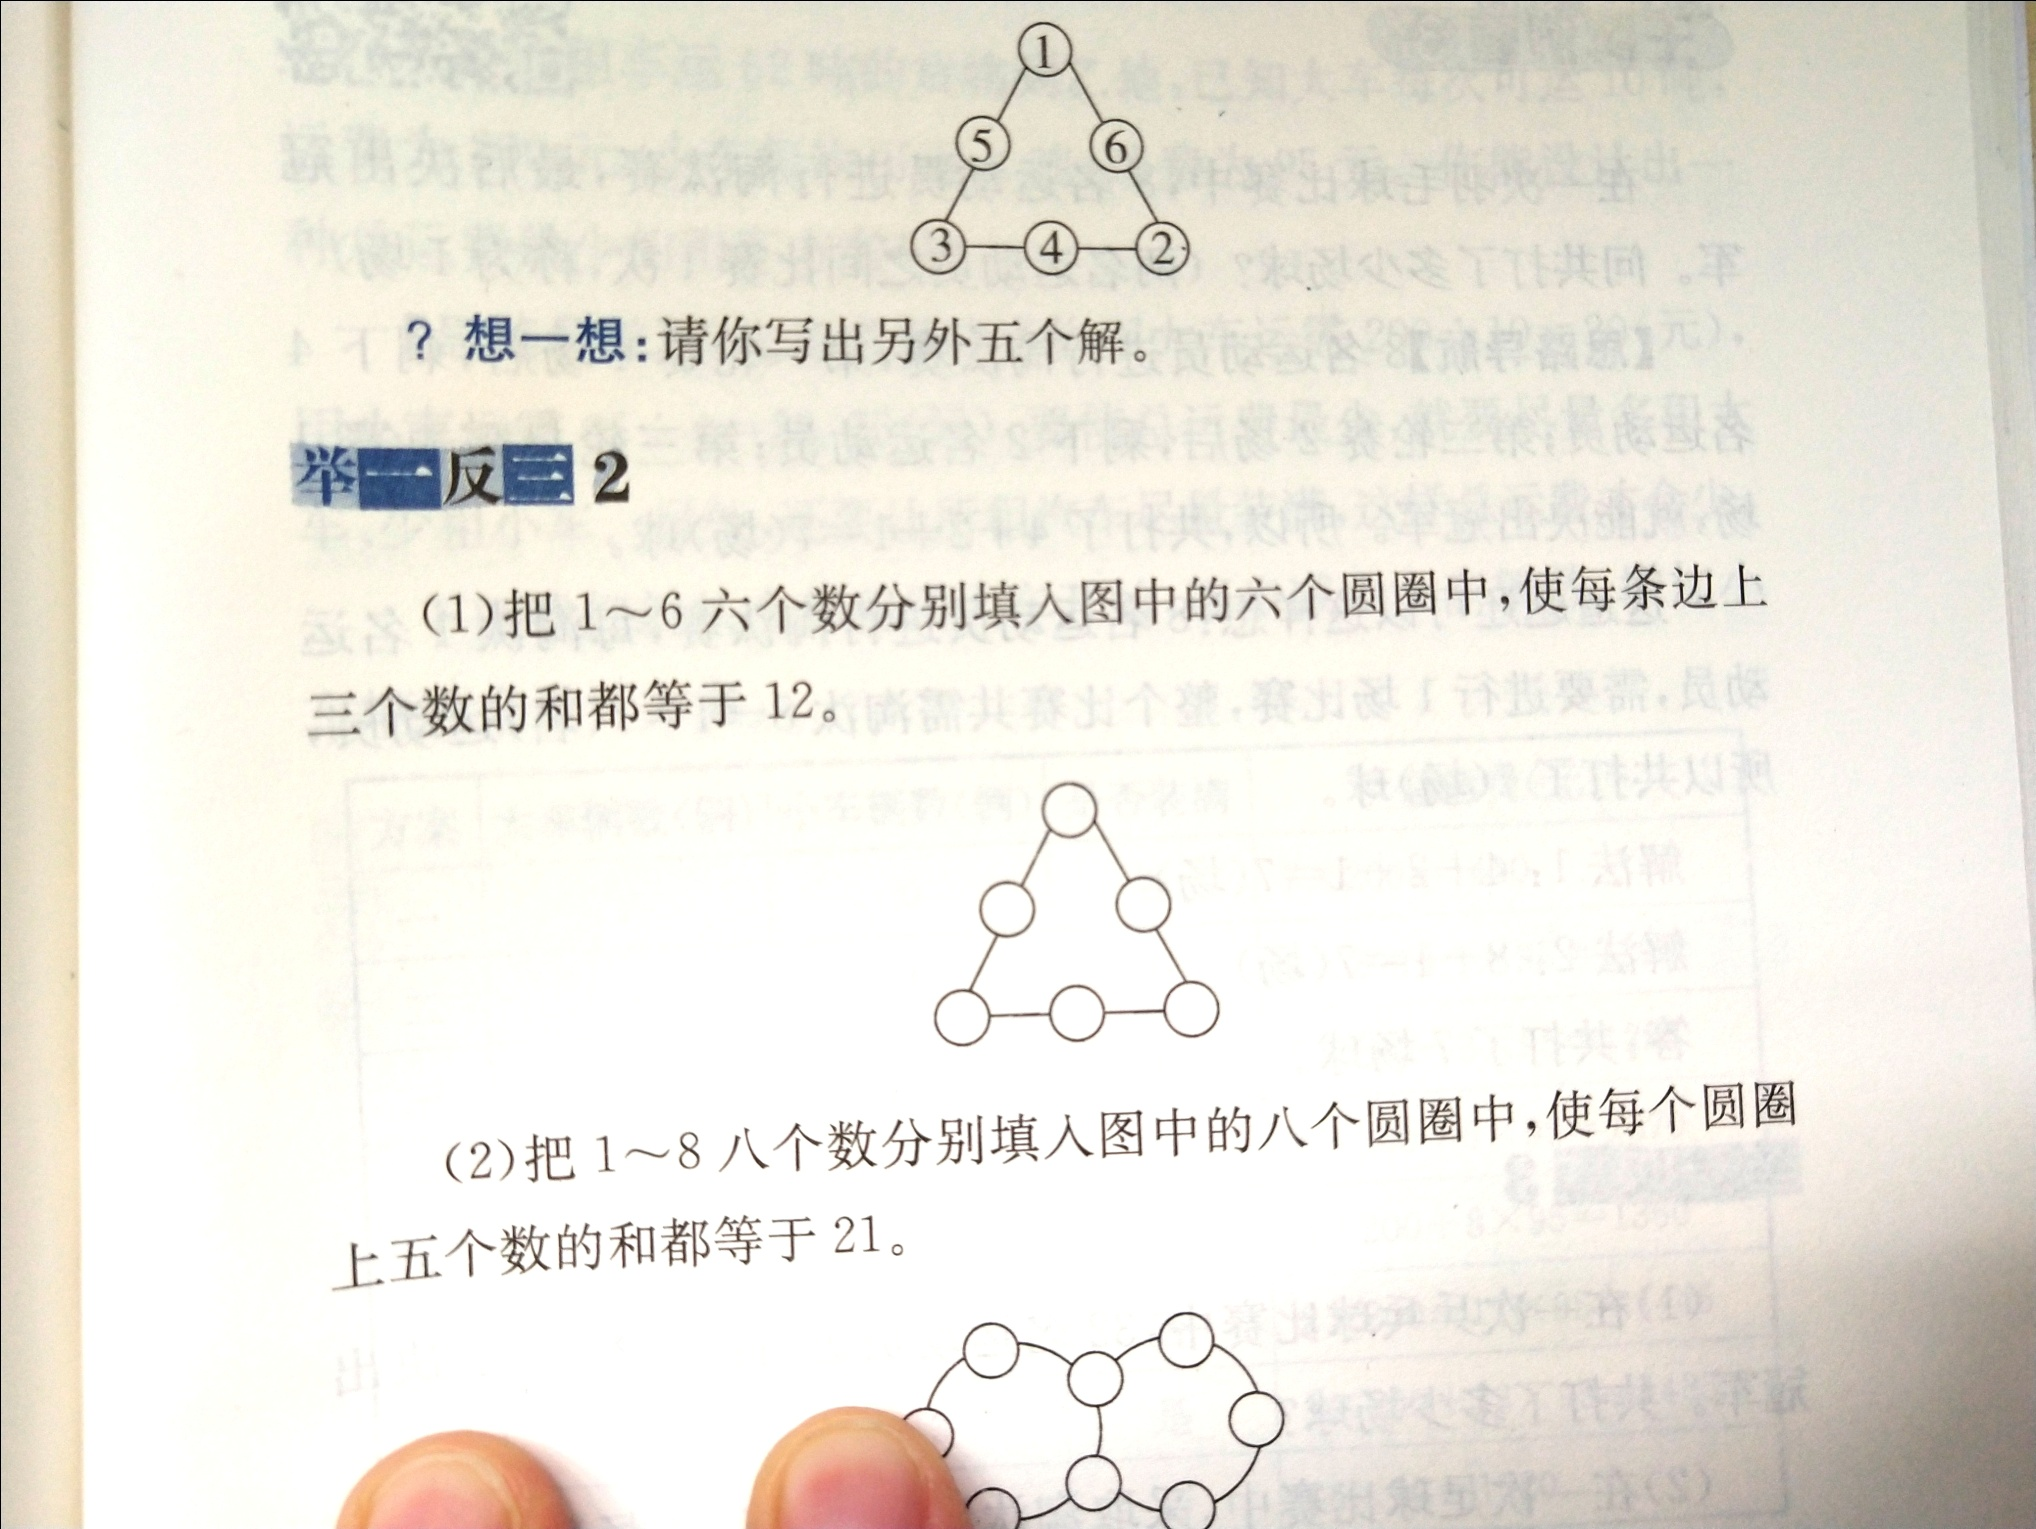 1
5 6
3 4 2
? 想一想:请你写出另外五个解。
举一反三 2
(1)把 1～6 六个数分别填入图中的六个圆圈中,使每条边上
三个数的和都等于 12。
(2)把 1～8 八个数分别填入图中的八个圆圈中,使每个圆圈
上五个数的和都等于 21。